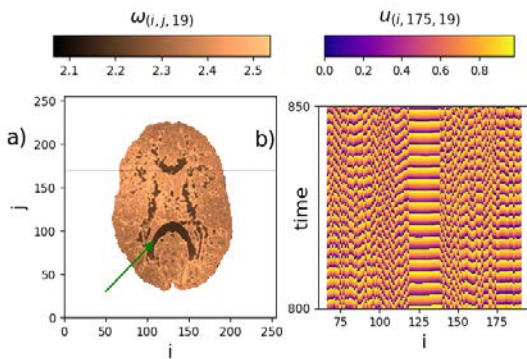 ω(i, j, 19)
u(i, 175, 19)
2.1 2.2 2.3 2.4 2.5
0.0 0.2 0.4 0.6 0.8
a)
b)
250
200
150
100
50
0
j
0 50 100 150 200 250
i
850
time
800
75 100 125 150 175
i